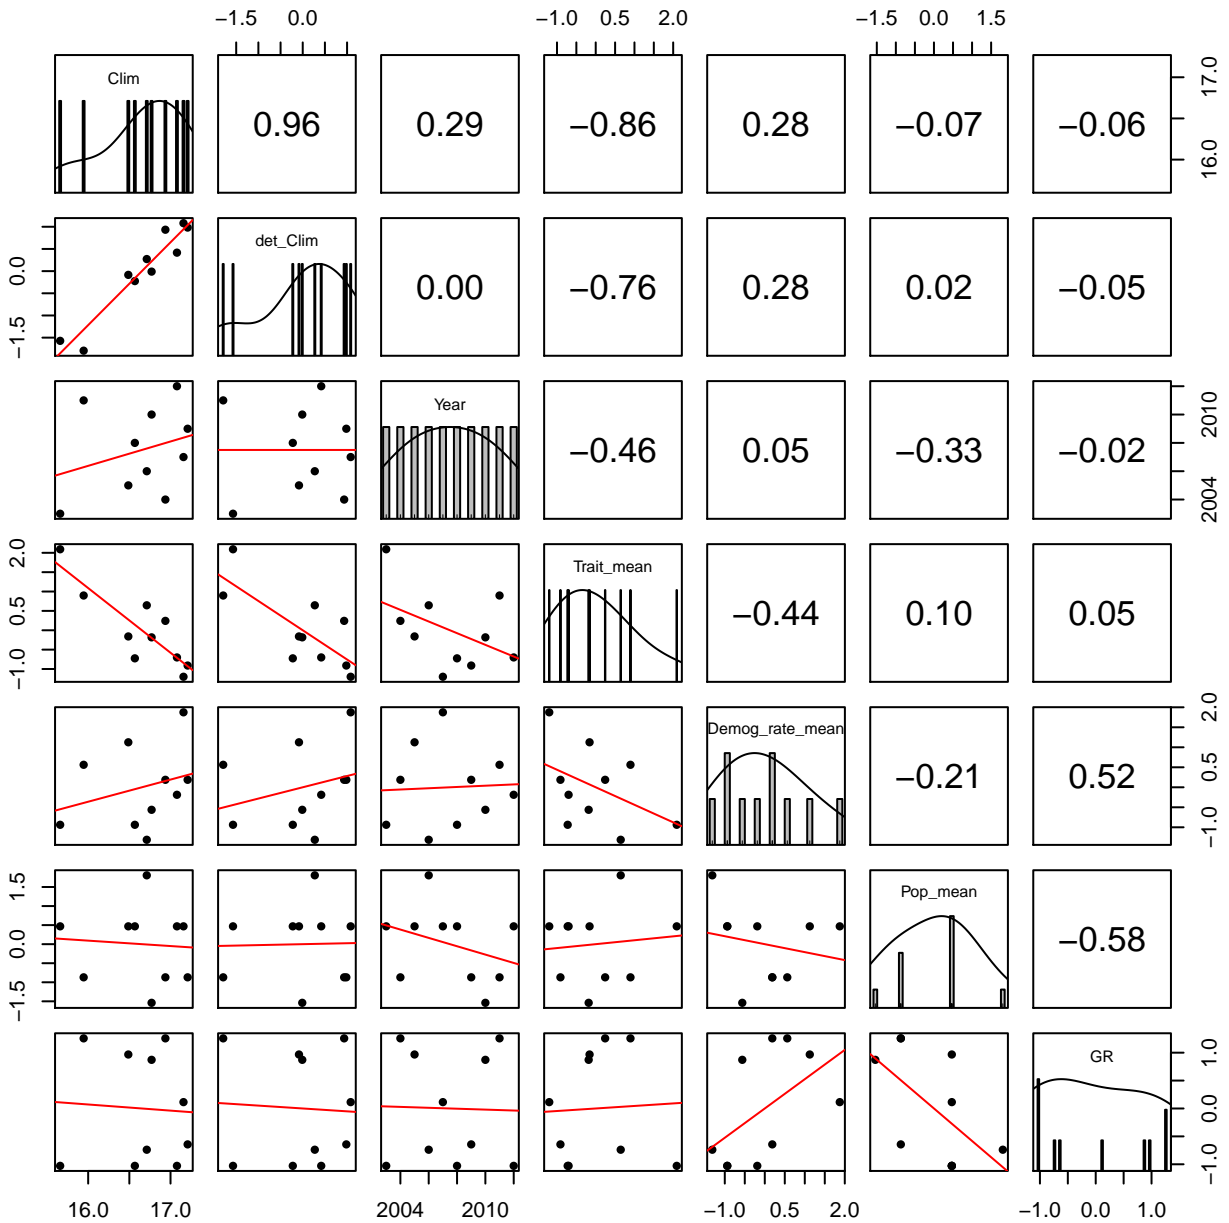 −1.5 0.0 −1.0 0.5 2.0 −1.5 0.0 1.5
Clim 0.96 0.29 −0.86 0.28 −0.07 −0.06 16.0 17.0
−1.5 0.0 det_Clim 0.00 −0.76 0.28 0.02 −0.05
Year −0.46 0.05 −0.33 −0.02 2004 2010
−1.0 0.5 2.0 Trait_mean −0.44 0.10 0.05
Demog_rate_mean −0.21 0.52 −1.0 0.5 2.0
−1.5 0.0 1.5 Pop_mean −0.58
GR −1.0 0.0 1.0
16.0 17.0 2004 2010 −1.0 0.5 2.0 −1.0 0.0 1.0